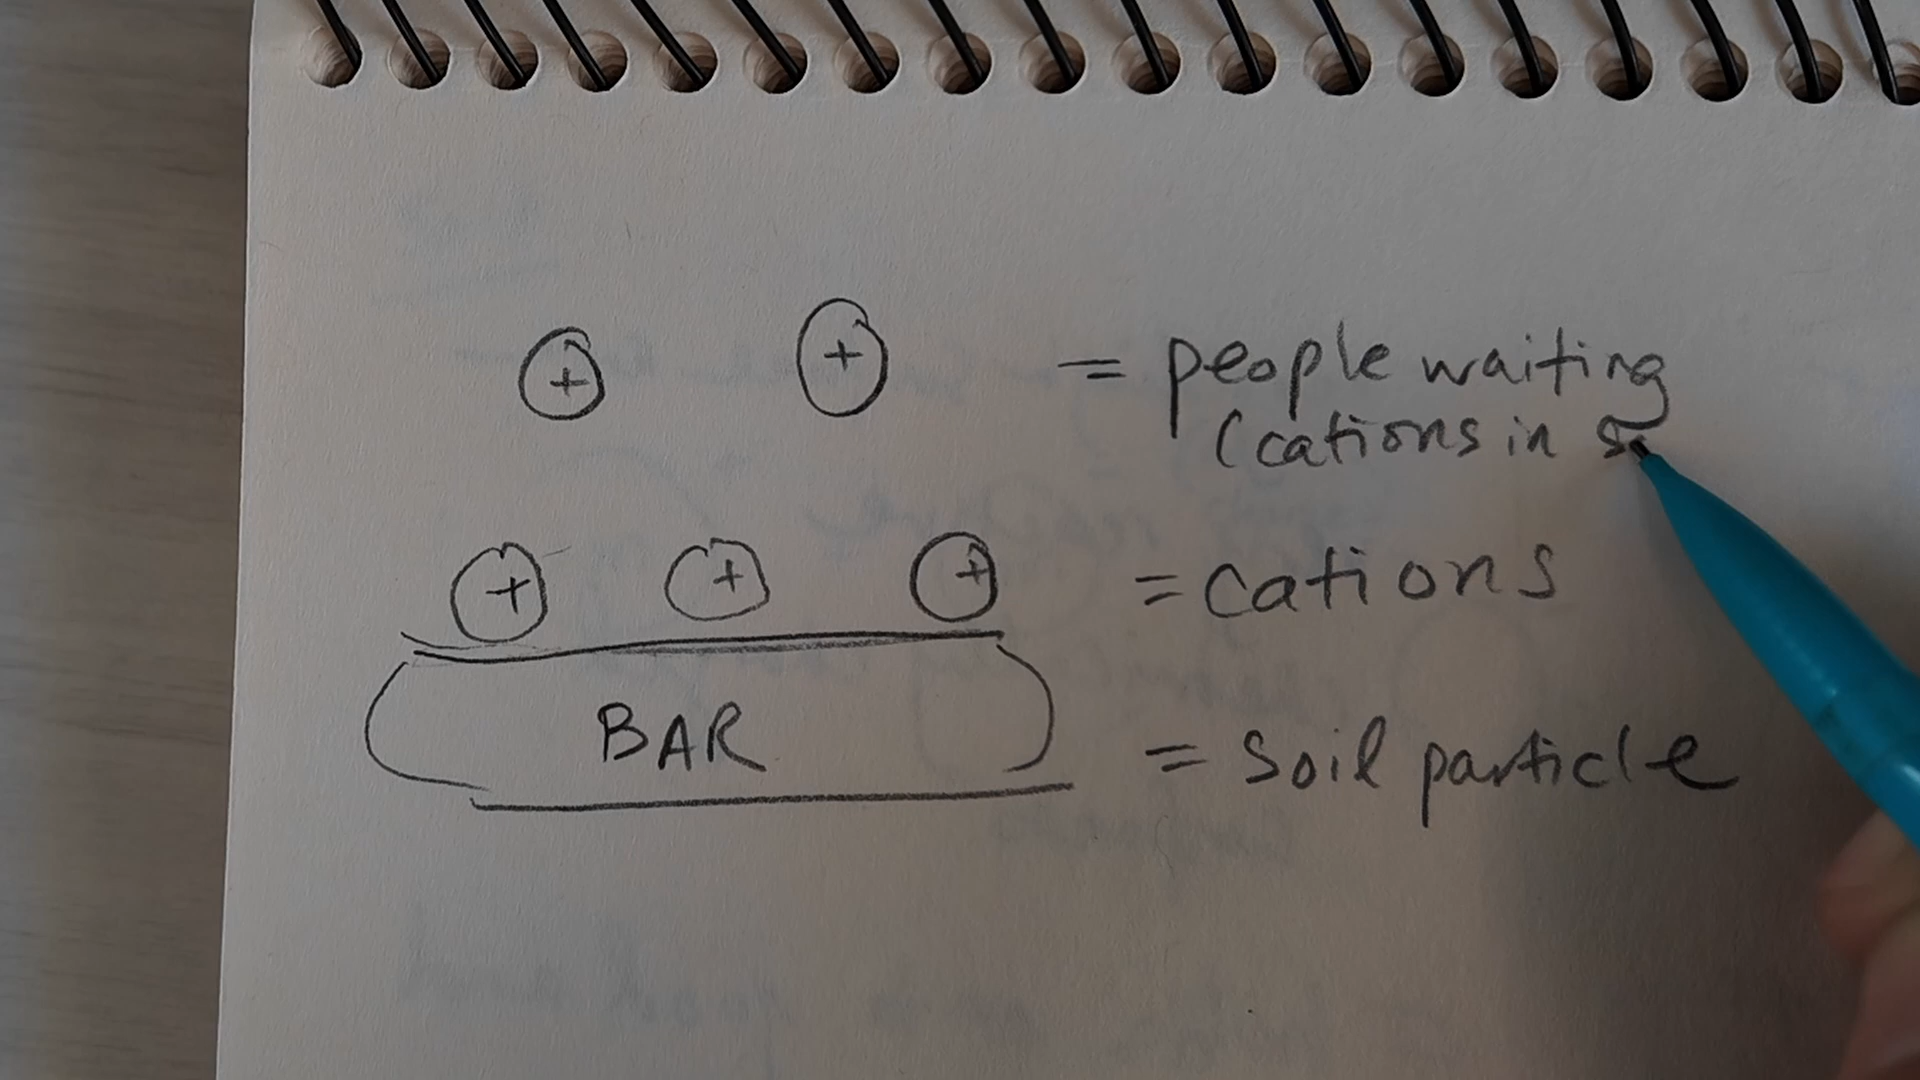 + +
= people waiting
(cations in s
+ + +
= cations
BAR
= Soil particle